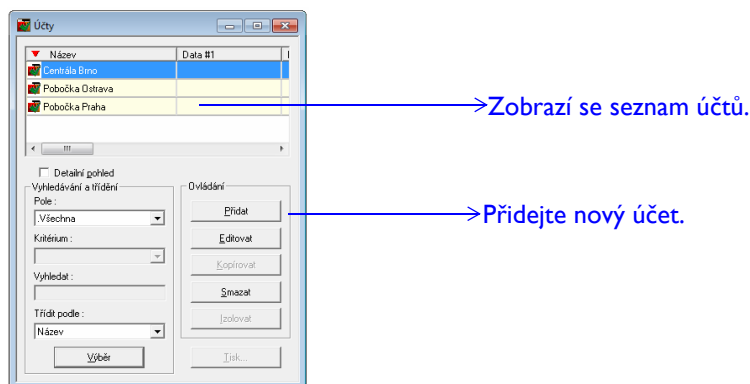 Účty
Název Data #1
Centrála Brno
Pobočka Ostrava
Pobočka Praha
Zobrazí se seznam účtů.
Detailní pohled
Vyhledávání a třídění
Ovládání
Pole :
.Všechna
Přidat
Přidejte nový účet.
Kritérium :
Editovat
Kopírovat
Vyhledat :
Smazat
Třídit podle :
Izolovat
Název
Výběr
Tisk...